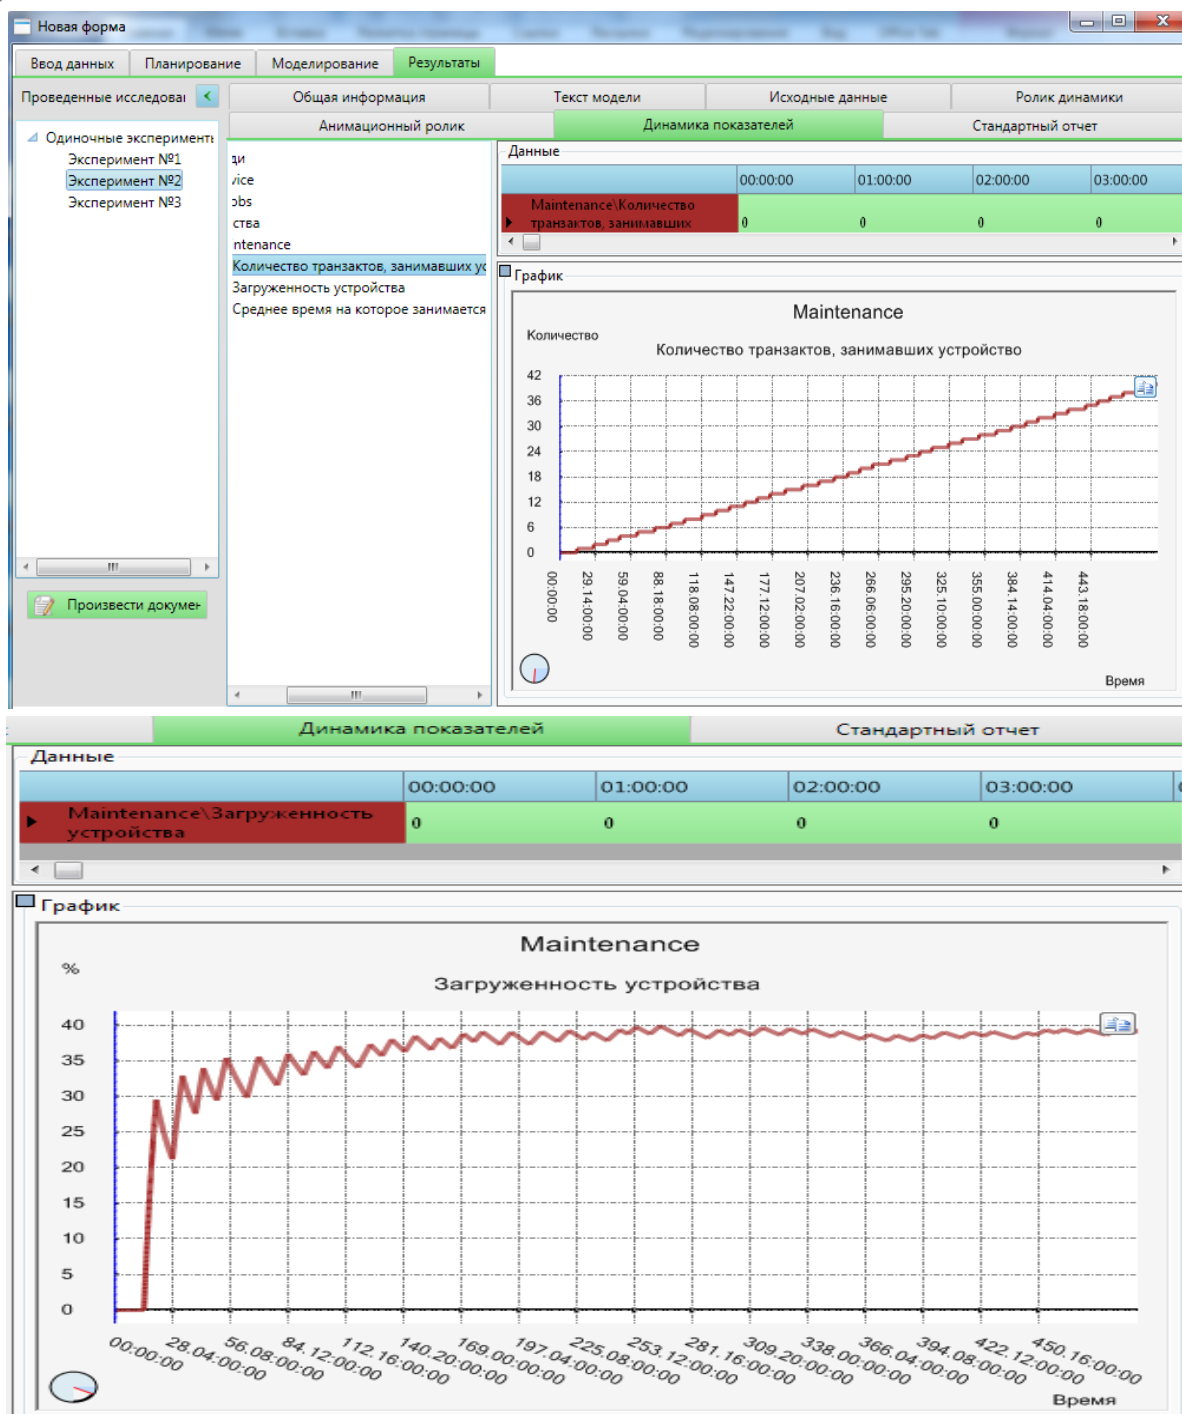 Новая форма
Ввод данных Планирование Моделирование Результаты
Проведенные исследоваı Общая информация Текст модели Исходные данные Ролик динамики
Анимационный ролик Динамика показателей Стандартный отчет
Одиночные эксперименть
Эксперимент №1
Эксперимент №2
Эксперимент №3
Произвести докумен
ди
vice
obs
ства
ntenance
Количество транзактов, занимавших ус
Загруженность устройства
Среднее время на которое занимается
Данные
00:00:00 01:00:00 02:00:00 03:00:00
Maintenance\Количество
транзактов, занимавших 0 0 0 0
График
Maintenance
Количество
Количество транзактов, занимавших устройство
42
36
30
24
18
12
6
0
00:00:00 29.14:00:00 59.04:00:00 88.18:00:00 118.08:00:00 147.22:00:00 177.12:00:00 207.02:00:00 236.16:00:00 266.06:00:00 295.20:00:00 325.10:00:00 355.00:00:00 384.14:00:00 414.04:00:00 443.18:00:00
Время
Динамика показателей Стандартный отчет
Данные
00:00:00 01:00:00 02:00:00 03:00:00
Maintenance\Загруженность
устройства 0 0 0 0
График
Maintenance
%
Загруженность устройства
40
35
30
25
20
15
10
5
0
00:00:00 28.04:00:00 56.08:00:00 84.12:00:00 112.16:00:00 140.20:00:00 169.00:00:00 197.04:00:00 225.08:00:00 253.12:00:00 281.16:00:00 309.20:00:00 338.00:00:00 366.04:00:00 394.08:00:00 422.12:00:00 450.16:00:00
Время